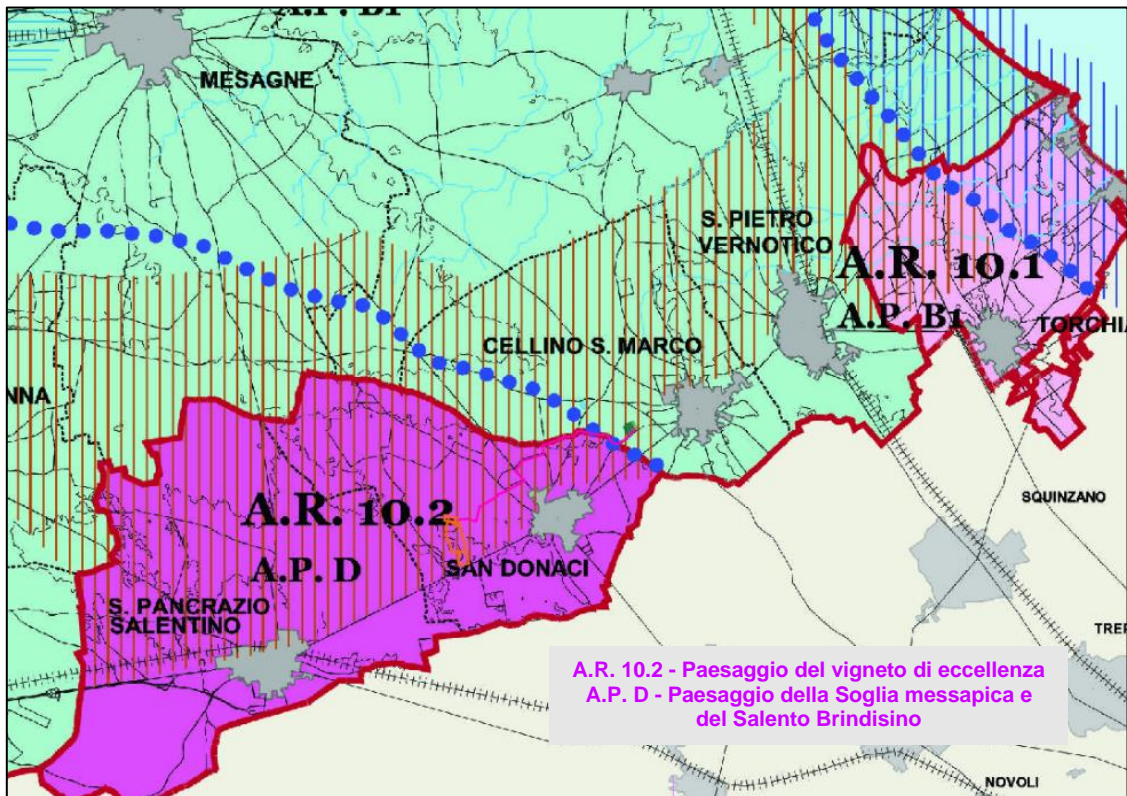 A.P. D1
MESAGNE
S. PIETRO
VERNOTICO
A.R. 10.1
A.P. B1
TORCHIA
CELLINO S. MARCO
NNA
A.R. 10.2
A.P. D
SAN DONACI
S. PANCRAZIO
SALENTINO
SQUINZANO
TREP
A.R. 10.2 - Paesaggio del vigneto di eccellenza
A.P. D - Paesaggio della Soglia messapica e
del Salento Brindisino
NOVOLI